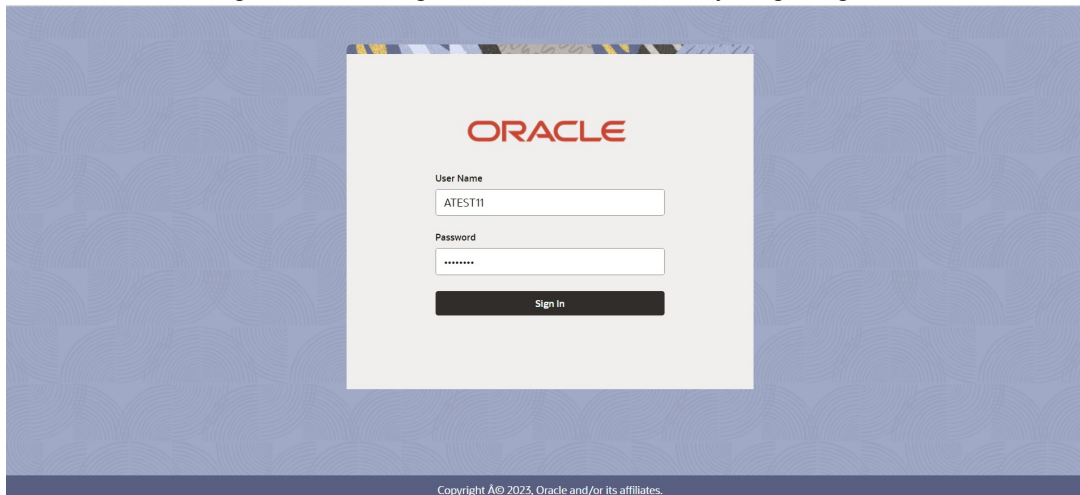 ORACLE
User Name
ATEST11
Password
••••••••
Sign In
Copyright Â© 2023, Oracle and/or its affiliates.